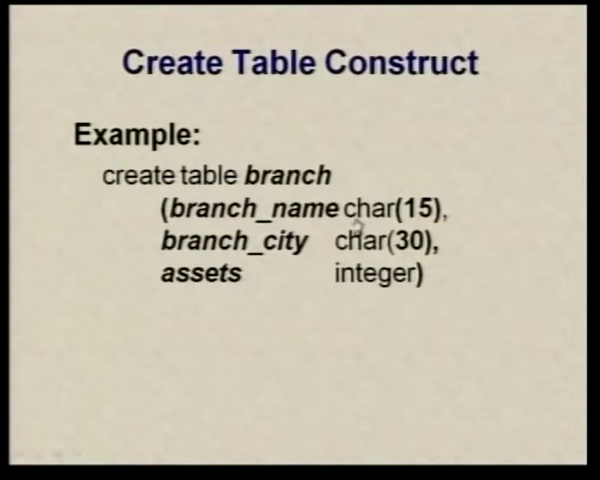 Create Table Construct
Example:
create table branch
(branch_name char(15),
branch_city char(30),
assets integer)